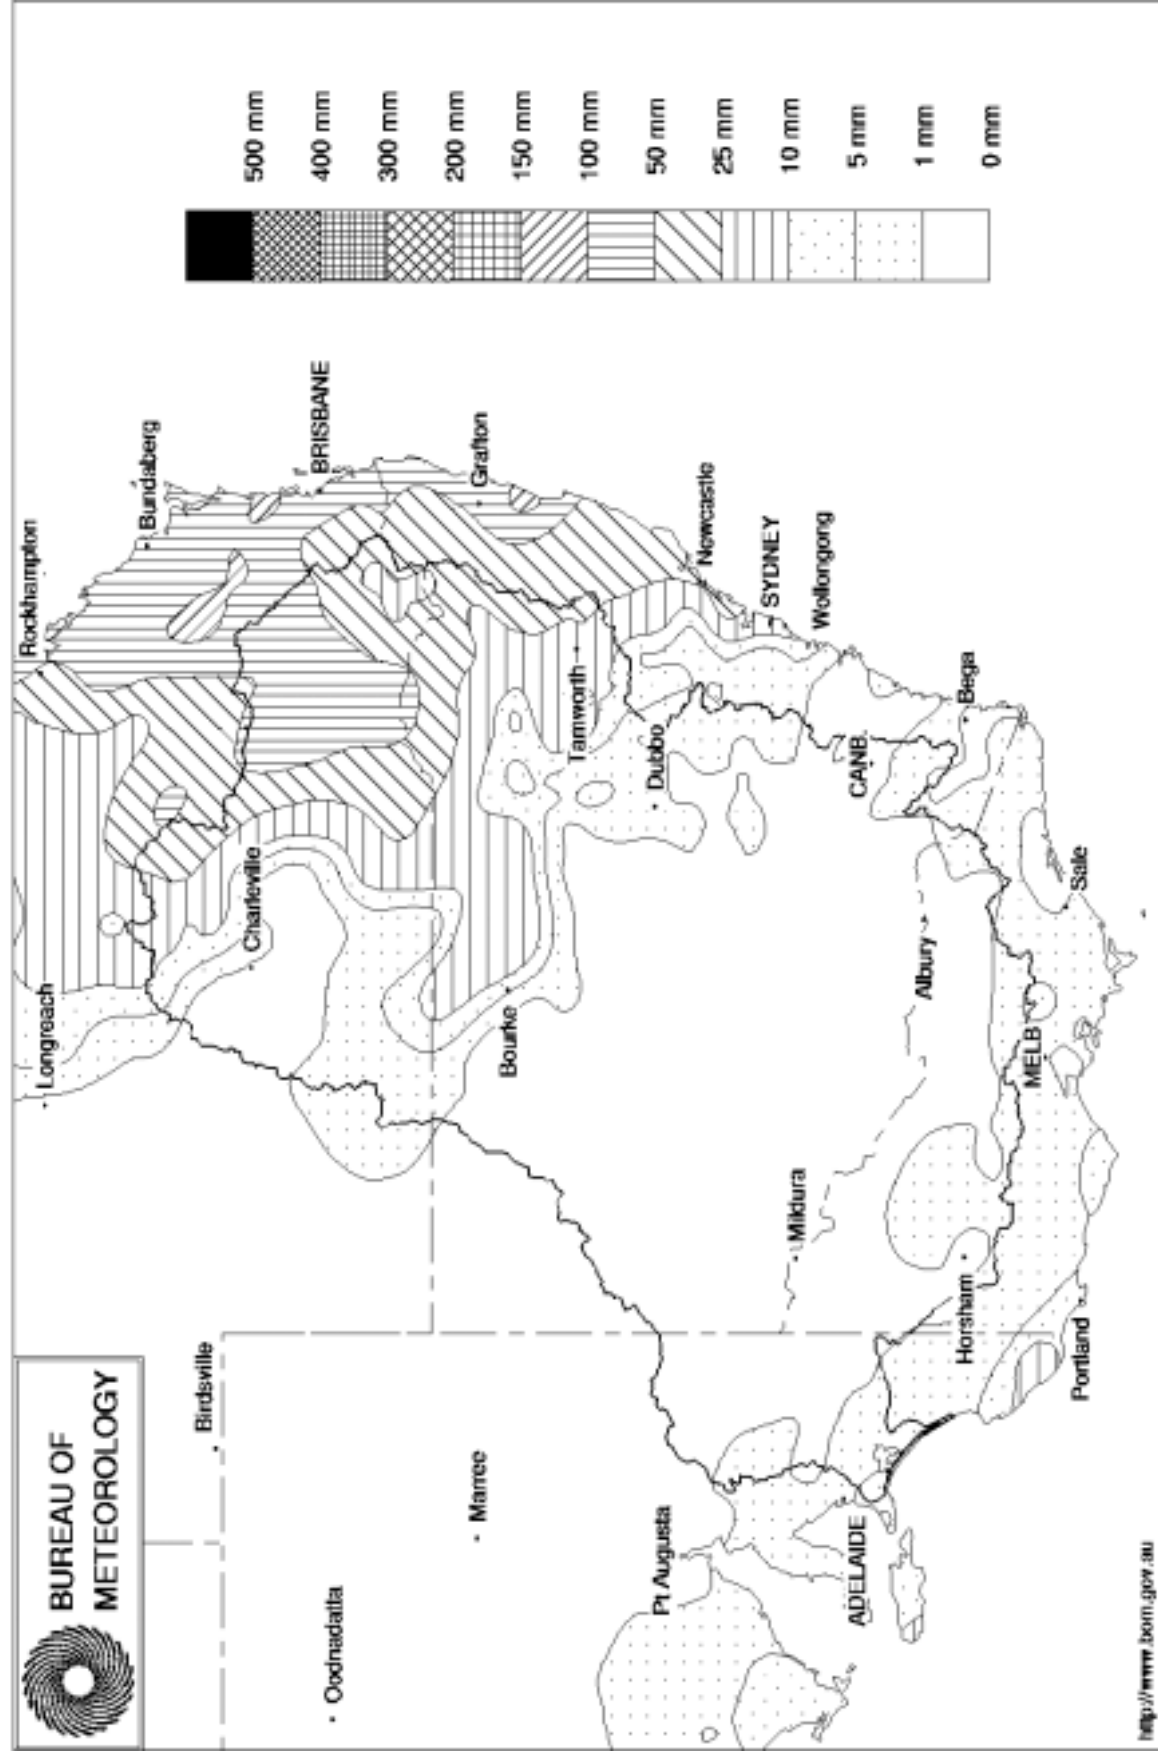 BUREAU OF
METEOROLOGY
Rockhampton
Bundaberg
BRISBANE
Grafton
Newcastle
SYDNEY
Wollongong
Bega
Longreach
Charleville
Tamworth
Dubbo
CANB.
Sale
Bourke
Albury
MELB
Birdsville
Mildura
Horsham
Portland
Marree
Oodnadatta
Pt Augusta
ADELAIDE
500 mm
400 mm
300 mm
200 mm
150 mm
100 mm
50 mm
25 mm
10 mm
5 mm
1 mm
0 mm
http://www.bom.gov.au